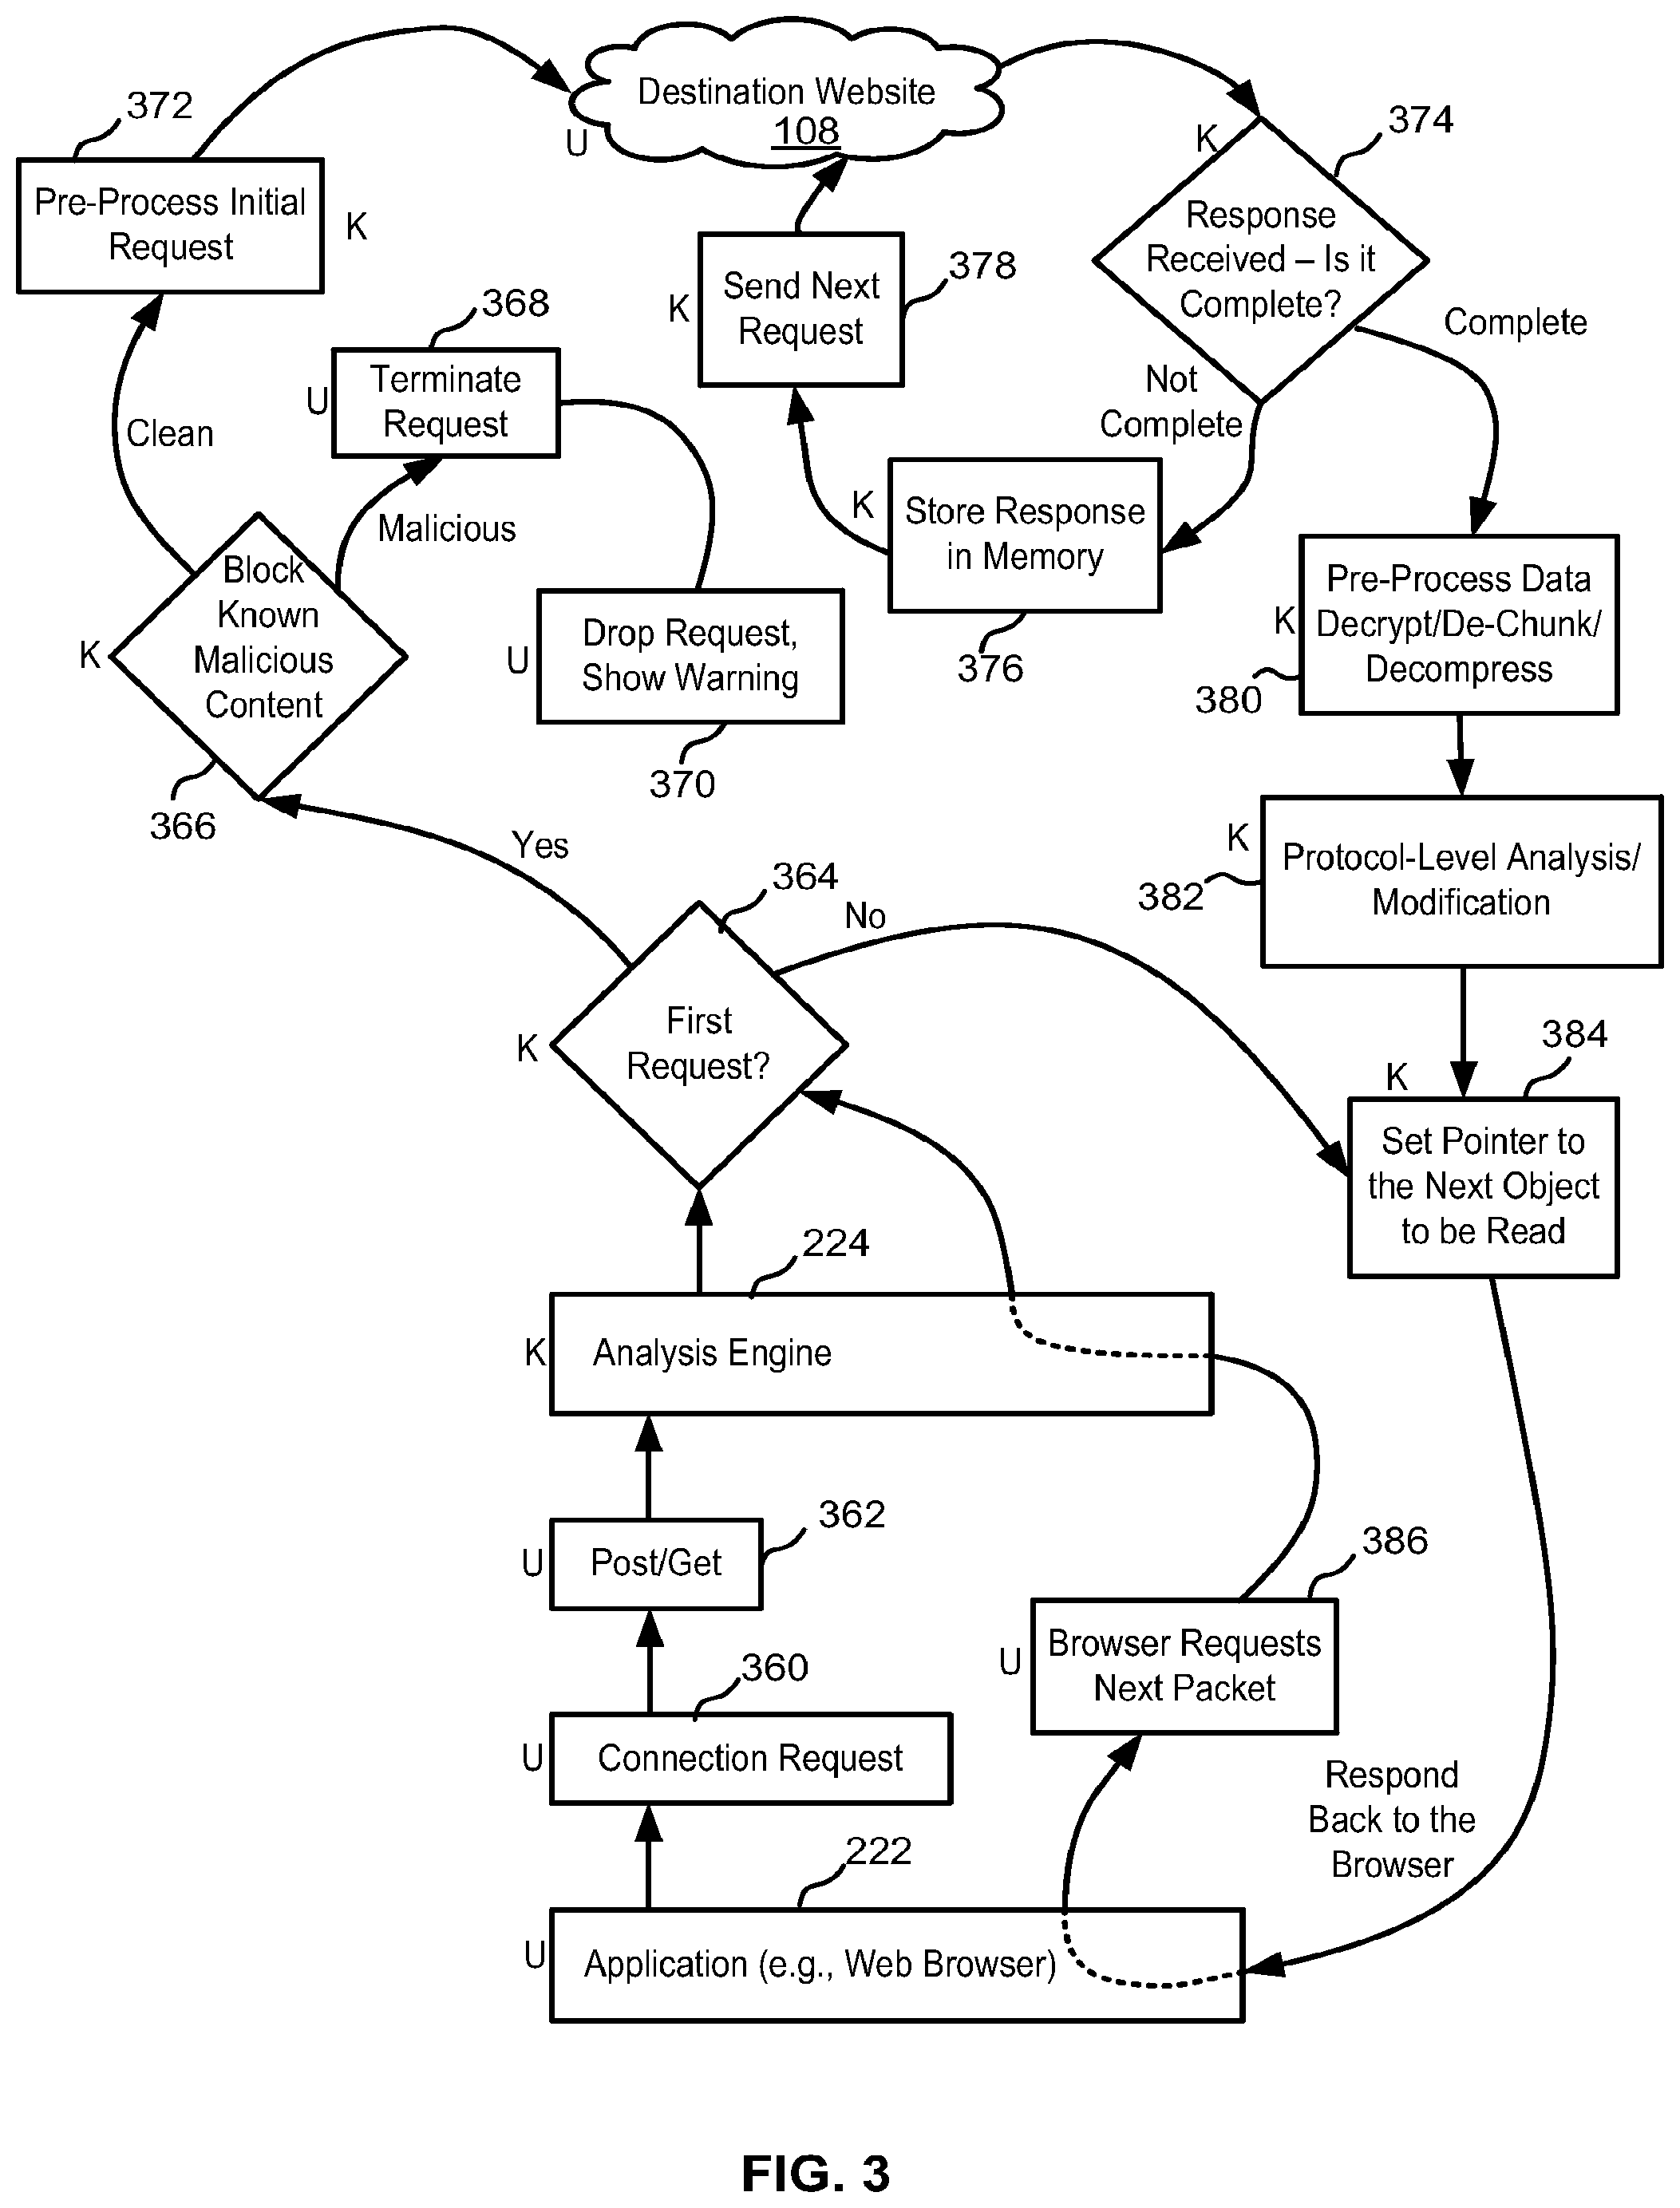 Destination Website
108
U
372
Pre-Process Initial
Request
K
374
K
Response
Received – Is it
Complete?
Complete
Not
Complete
378
Send Next
Request
K
368
Terminate
Request
U
Clean
Malicious
Block
Known
Malicious
Content
K
366
Drop Request,
Show Warning
U
370
K
Store Response
in Memory
376
Pre-Process Data
Decrypt/De-Chunk/
Decompress
K
380
K
Protocol-Level Analysis/
Modification
382
Yes
364
No
First
Request?
K
384
K
Set Pointer to
the Next Object
to be Read
224
K
Analysis Engine
362
U
Post/Get
386
U
Browser Requests
Next Packet
360
U
Connection Request
Respond
Back to the
Browser
222
U
Application (e.g., Web Browser)
FIG. 3